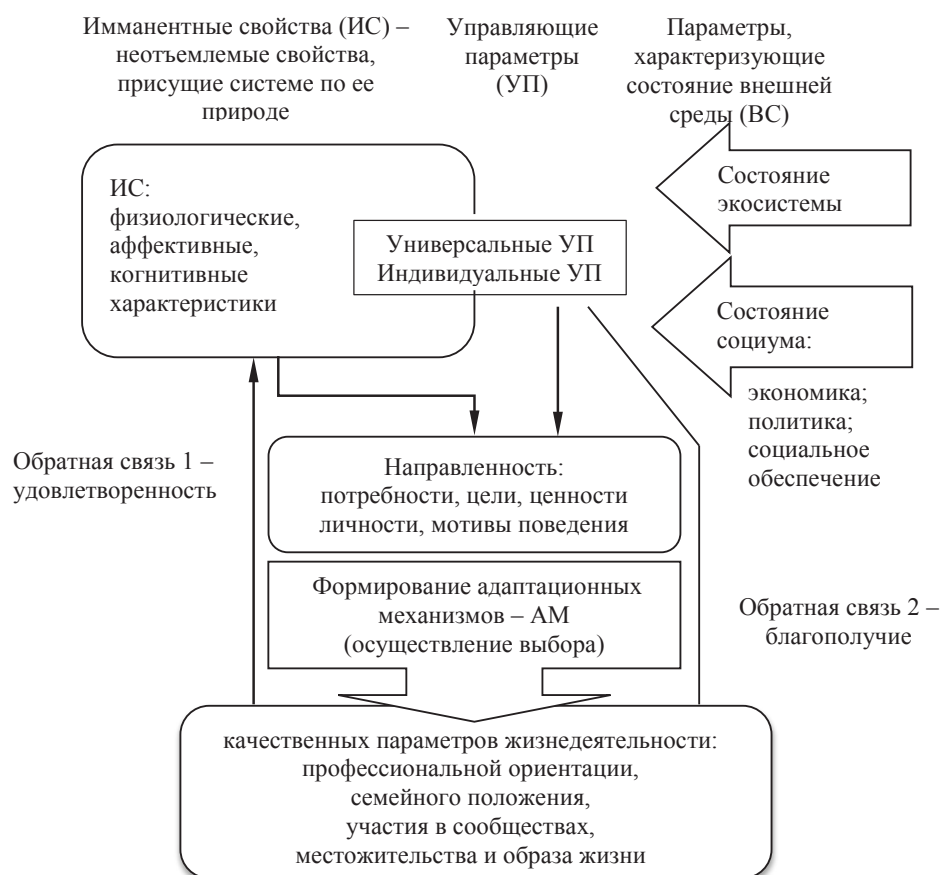 Имманентные свойства (ИС) –
неотъемлемые свойства,
присущие системе по ее
природе
Управляющие
параметры
(УП)
Параметры,
характеризующие
состояние внешней
среды (ВС)
ИС:
физиологические,
аффективные,
когнитивные
характеристики
Универсальные УП
Индивидуальные УП
Состояние
экосистемы
Состояние
социума:
экономика;
политика;
социальное
обеспечение
Обратная связь 1 –
удовлетворенность
Направленность:
потребности, цели, ценности
личности, мотивы поведения
Формирование адаптационных
механизмов – АМ
(осуществление выбора)
Обратная связь 2 –
благополучие
качественных параметров жизнедеятельности:
профессиональной ориентации,
семейного положения,
участия в сообществах,
местожительства и образа жизни